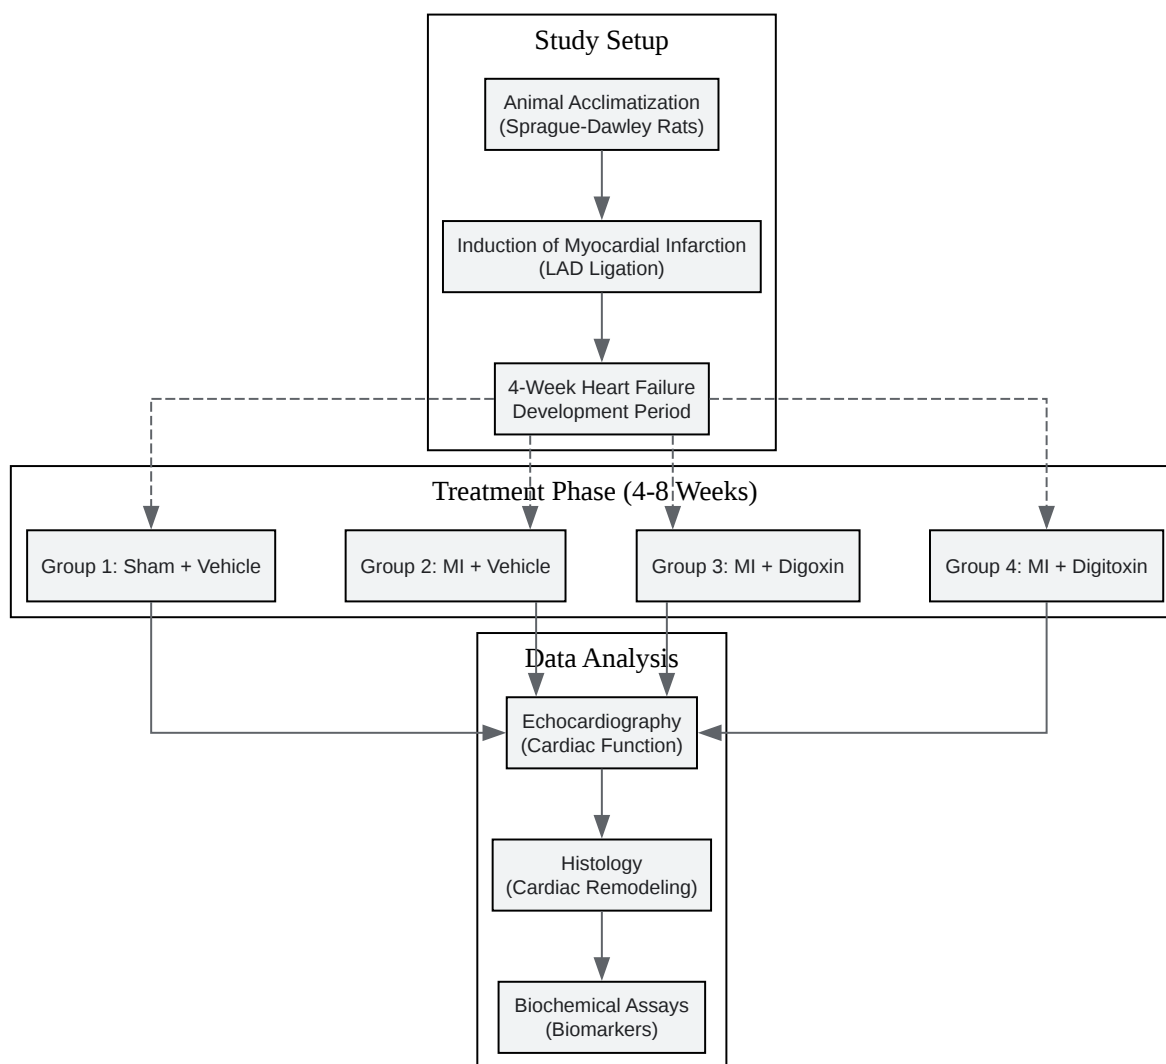 Study Setup
Animal Acclimatization
(Sprague-Dawley Rats)
Induction of Myocardial Infarction
(LAD Ligation)
4-Week Heart Failure
Development Period
Treatment Phase (4-8 Weeks)
Group 1: Sham + Vehicle
Group 2: MI + Vehicle
Group 3: MI + Digoxin
Group 4: MI + Digitoxin
Data Analysis
Echocardiography
(Cardiac Function)
Histology
(Cardiac Remodeling)
Biochemical Assays
(Biomarkers)